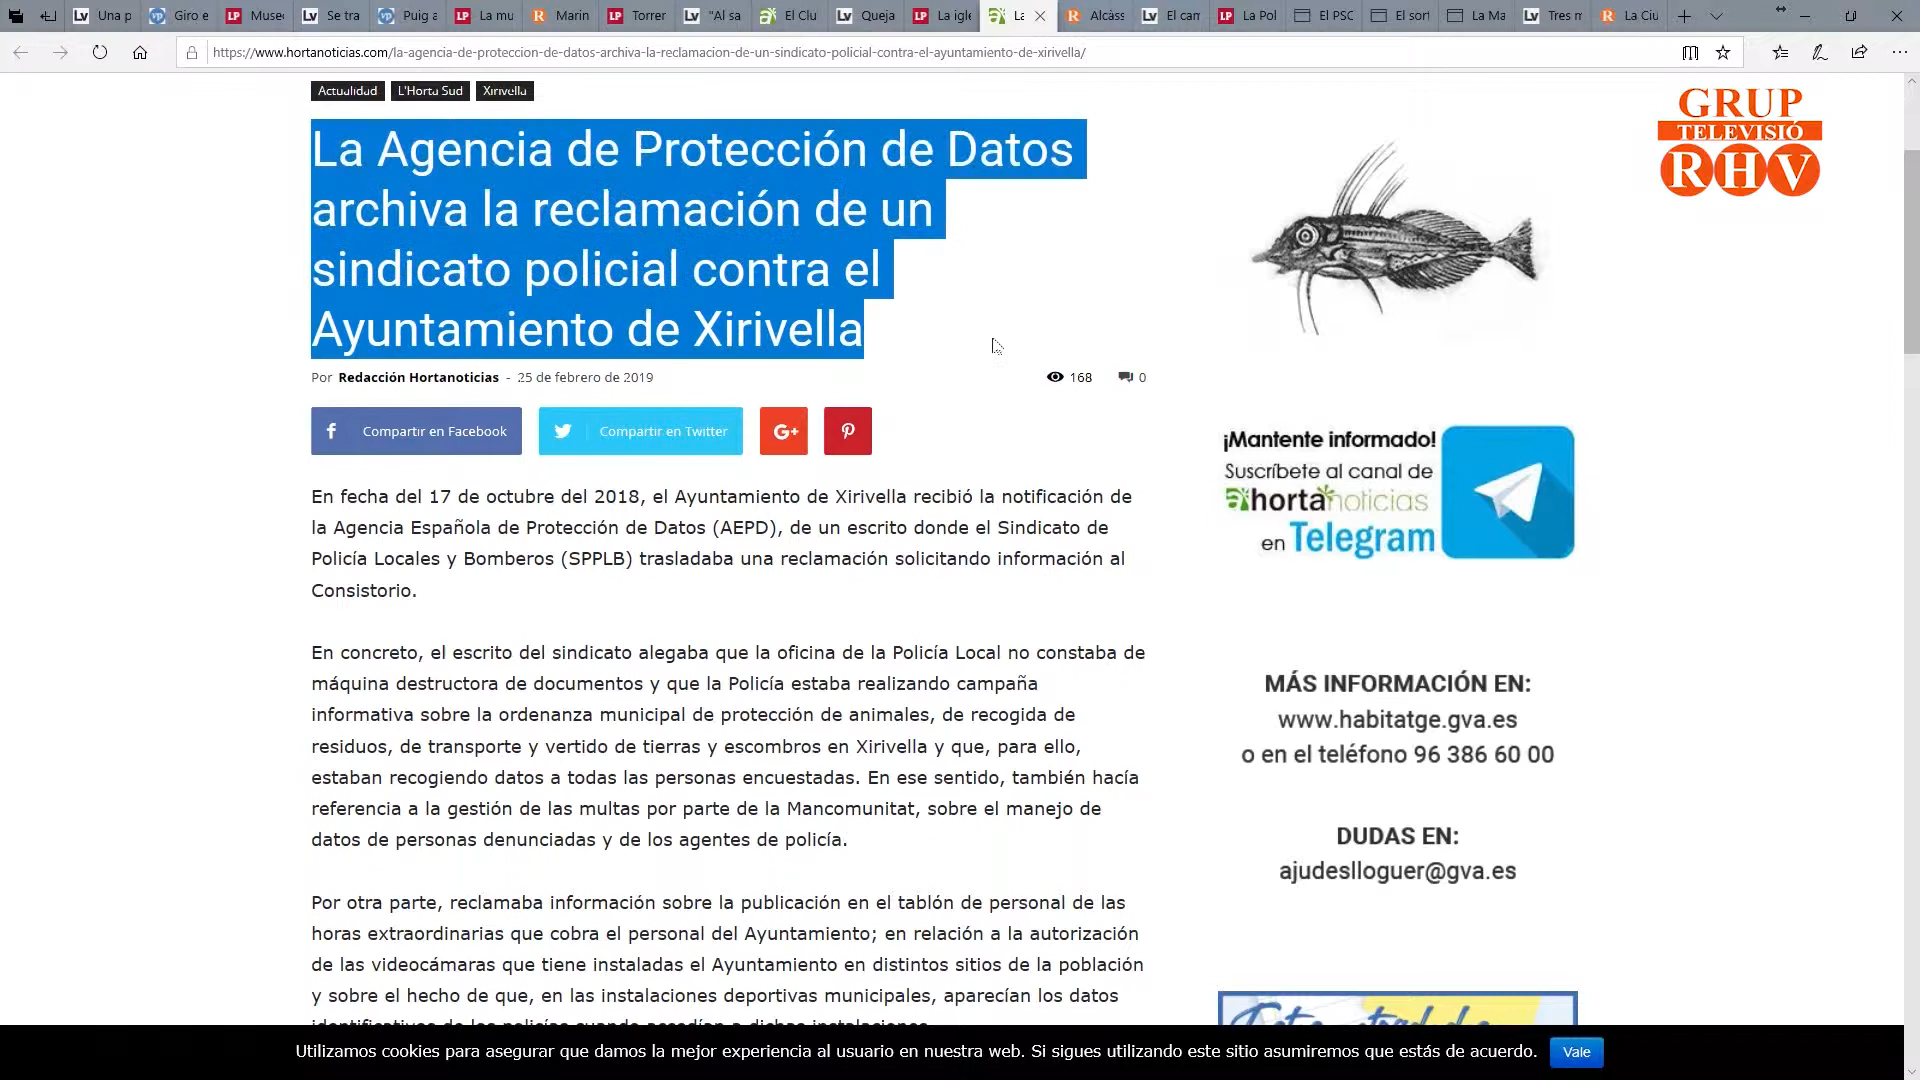 Una p
Giro e
Museo
Se tra
Puig a
La mu
Marin
Torrer
"Al sa
El Clu
Queja
La igle
La
Alcàss
El cam
La Pol
El PSC
El sort
La Ma
Tres m
La Ciu
https://www.hortanoticias.com/la-agencia-de-proteccion-de-datos-archiva-la-reclamacion-de-un-sindicato-policial-contra-el-ayuntamiento-de-xirivella/
Actualidad L'Horta Sud Xirivella
La Agencia de Protección de Datos
archiva la reclamación de un
sindicato policial contra el
Ayuntamiento de Xirivella
Por Redacción Hortanoticias - 25 de febrero de 2019 168 0
Compartir en Facebook Compartir en Twitter G+
En fecha del 17 de octubre del 2018, el Ayuntamiento de Xirivella recibió la notificación de
la Agencia Española de Protección de Datos (AEPD), de un escrito donde el Sindicato de
Policía Locales y Bomberos (SPPLB) trasladaba una reclamación solicitando información al
Consistorio.
En concreto, el escrito del sindicato alegaba que la oficina de la Policía Local no constaba de
máquina destructora de documentos y que la Policía estaba realizando campaña
informativa sobre la ordenanza municipal de protección de animales, de recogida de
residuos, de transporte y vertido de tierras y escombros en Xirivella y que, para ello,
estaban recogiendo datos a todas las personas encuestadas. En ese sentido, también hacía
referencia a la gestión de las multas por parte de la Mancomunitat, sobre el manejo de
datos de personas denunciadas y de los agentes de policía.
Por otra parte, reclamaba información sobre la publicación en el tablón de personal de las
horas extraordinarias que cobra el personal del Ayuntamiento; en relación a la autorización
de las videocámaras que tiene instaladas el Ayuntamiento en distintos sitios de la población
y sobre el hecho de que, en las instalaciones deportivas municipales, aparecían los datos
identificativos de los policías cuando accedían a dichas instalaciones.
GRUP
TELEVISIÓ
RHV
¡Mantente informado!
Suscríbete al canal de
hortanoticias
en Telegram
MÁS INFORMACIÓN EN:
www.habitatge.gva.es
o en el teléfono 96 386 60 00
DUDAS EN:
ajudeslloguer@gva.es
Utilizamos cookies para asegurar que damos la mejor experiencia al usuario en nuestra web. Si sigues utilizando este sitio asumiremos que estás de acuerdo. Vale